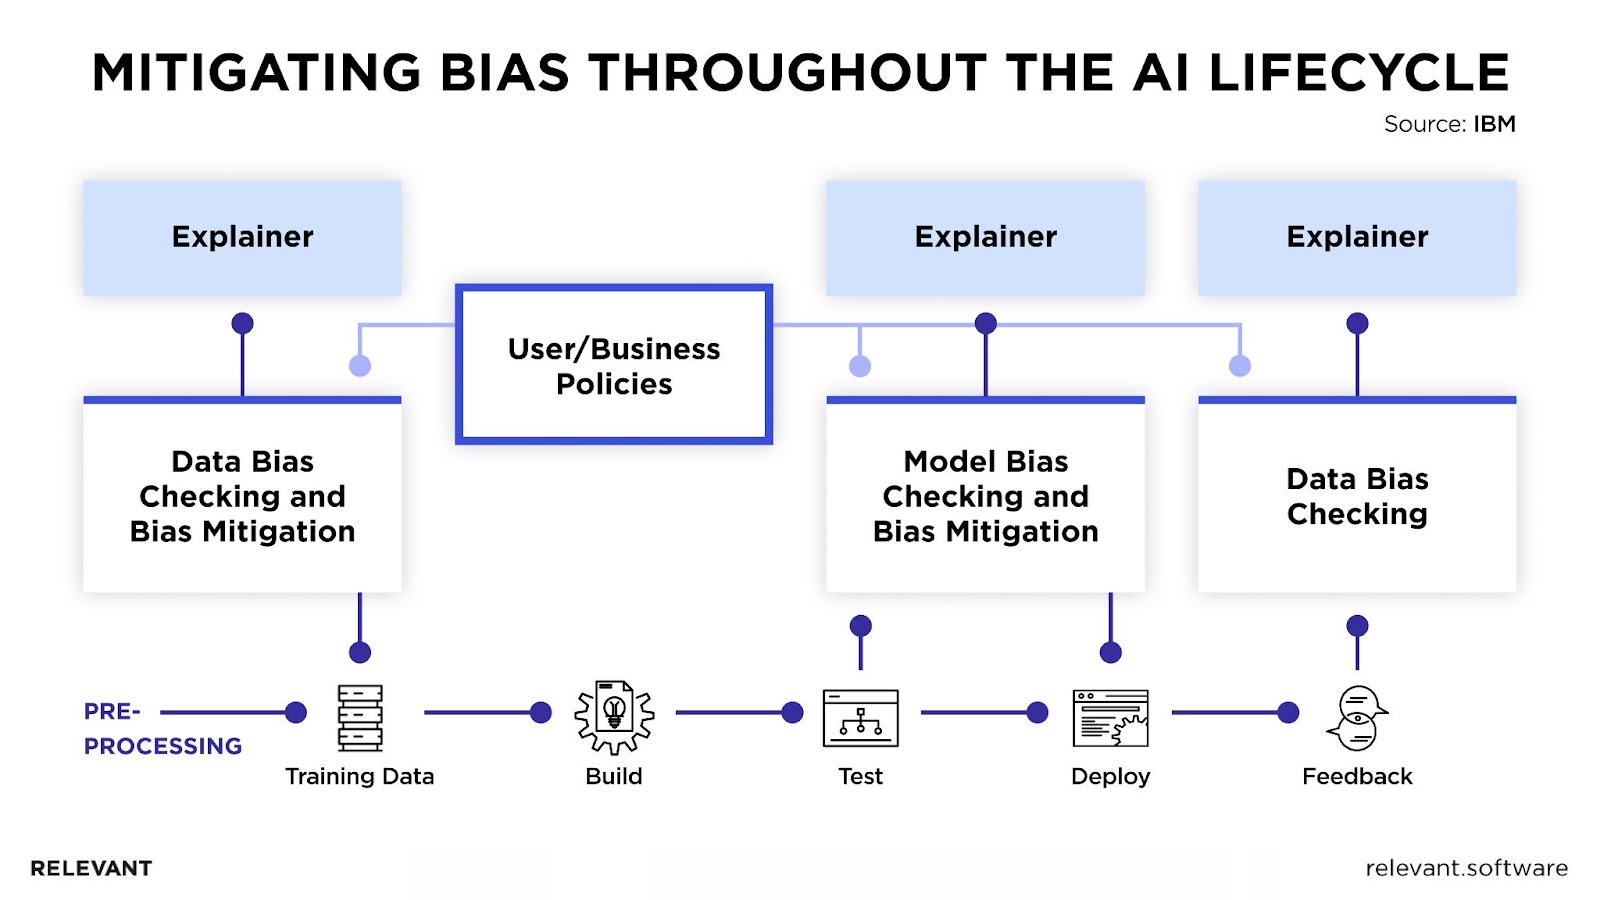 MITIGATING BIAS THROUGHOUT THE AI LIFECYCLE
Source: IBM
Explainer
Explainer
Explainer
User/Business
Policies
Data Bias
Checking and
Bias Mitigation
Model Bias
Checking and
Bias Mitigation
Data Bias
Checking
PRE-
PROCESSING
Training Data
Build
Test
Deploy
Feedback
RELEVANT
relevant.software